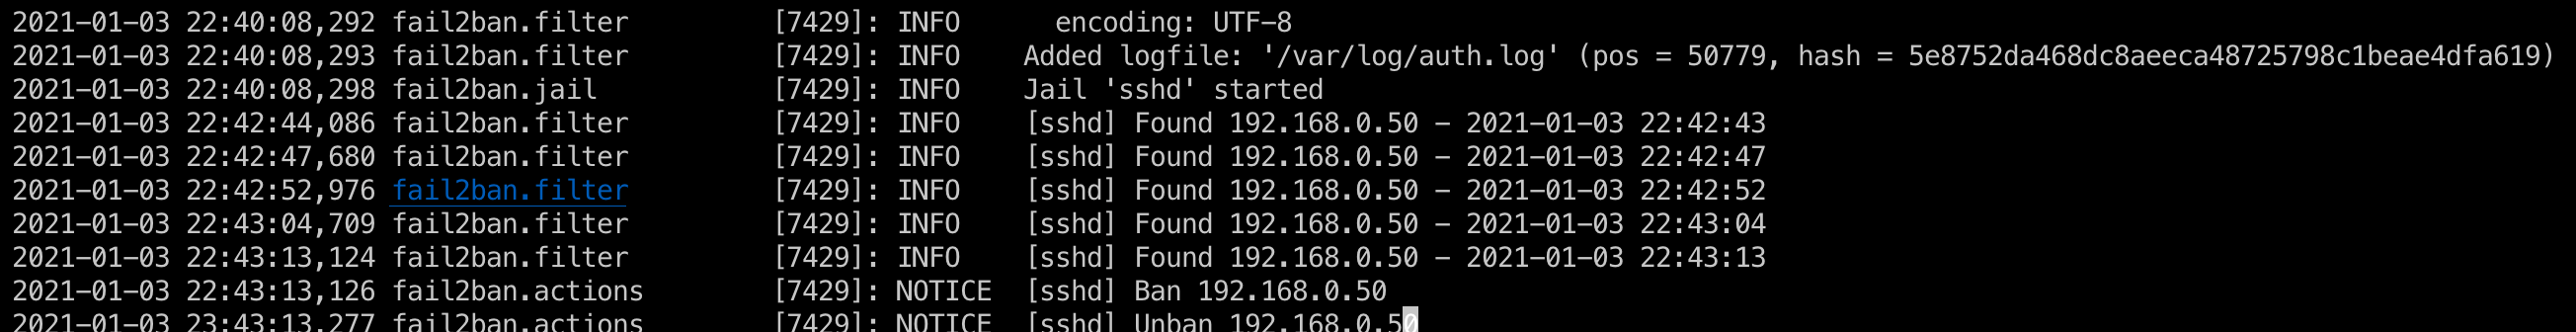 2021-01-03 22:40:08,292 fail2ban.filter [7429]: INFO encoding: UTF-8
2021-01-03 22:40:08,293 fail2ban.filter [7429]: INFO Added logfile: '/var/log/auth.log' (pos = 50779, hash = 5e8752da468dc8aeeca48725798c1beae4dfa619)
2021-01-03 22:40:08,298 fail2ban.jail [7429]: INFO Jail 'sshd' started
2021-01-03 22:42:44,086 fail2ban.filter [7429]: INFO [sshd] Found 192.168.0.50 - 2021-01-03 22:42:43
2021-01-03 22:42:47,680 fail2ban.filter [7429]: INFO [sshd] Found 192.168.0.50 - 2021-01-03 22:42:47
2021-01-03 22:42:52,976 fail2ban.filter [7429]: INFO [sshd] Found 192.168.0.50 - 2021-01-03 22:42:52
2021-01-03 22:43:04,709 fail2ban.filter [7429]: INFO [sshd] Found 192.168.0.50 - 2021-01-03 22:43:04
2021-01-03 22:43:13,124 fail2ban.filter [7429]: INFO [sshd] Found 192.168.0.50 - 2021-01-03 22:43:13
2021-01-03 22:43:13,126 fail2ban.actions [7429]: NOTICE [sshd] Ban 192.168.0.50
2021-01-03 23:43:13,277 fail2ban.actions [7429]: NOTICE [sshd] Unban 192.168.0.50